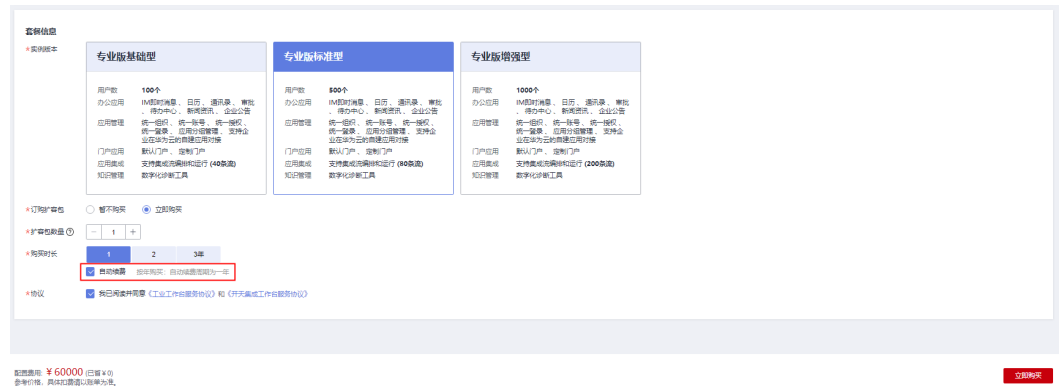 套餐信息
*实例版本
专业版基础型
专业版标准型
专业版增强型
用户数 100个
办公应用 IM即时消息 、 日历 、 通讯录 、 审批
、 待办中心 、 新闻资讯 、 企业公告
应用管理 统一组织 、 统一账号 、 统一授权 、
统一登录 、 应用分组管理 、 支持企
业在华为云的自建应用对接
门户应用 默认门户 、 定制门户
应用集成 支持集成流编排和运行 (40条流)
知识管理 数字化诊断工具
用户数 500个
办公应用 IM即时消息 、 日历 、 通讯录 、 审批
、 待办中心 、 新闻资讯 、 企业公告
应用管理 统一组织 、 统一账号 、 统一授权 、
统一登录 、 应用分组管理 、 支持企
业在华为云的自建应用对接
门户应用 默认门户 、 定制门户
应用集成 支持集成流编排和运行 (80条流)
知识管理 数字化诊断工具
用户数 1000个
办公应用 IM即时消息 、 日历 、 通讯录 、 审批
、 待办中心 、 新闻资讯 、 企业公告
应用管理 统一组织 、 统一账号 、 统一授权 、
统一登录 、 应用分组管理 、 支持企
业在华为云的自建应用对接
门户应用 默认门户 、 定制门户
应用集成 支持集成流编排和运行 (200条流)
知识管理 数字化诊断工具
*订购扩容包 暂不购买 立即购买
*扩容包数量 ? − 1 +
*购买时长 1 2 3年
自动续费 按年购买：自动续费周期为一年
*协议 我已阅读并同意《工业工作台服务协议》和《开天集成工作台服务协议》
配置费用: ¥60000 (已省¥0)
参考价格，具体扣费请以账单为准。
立即购买